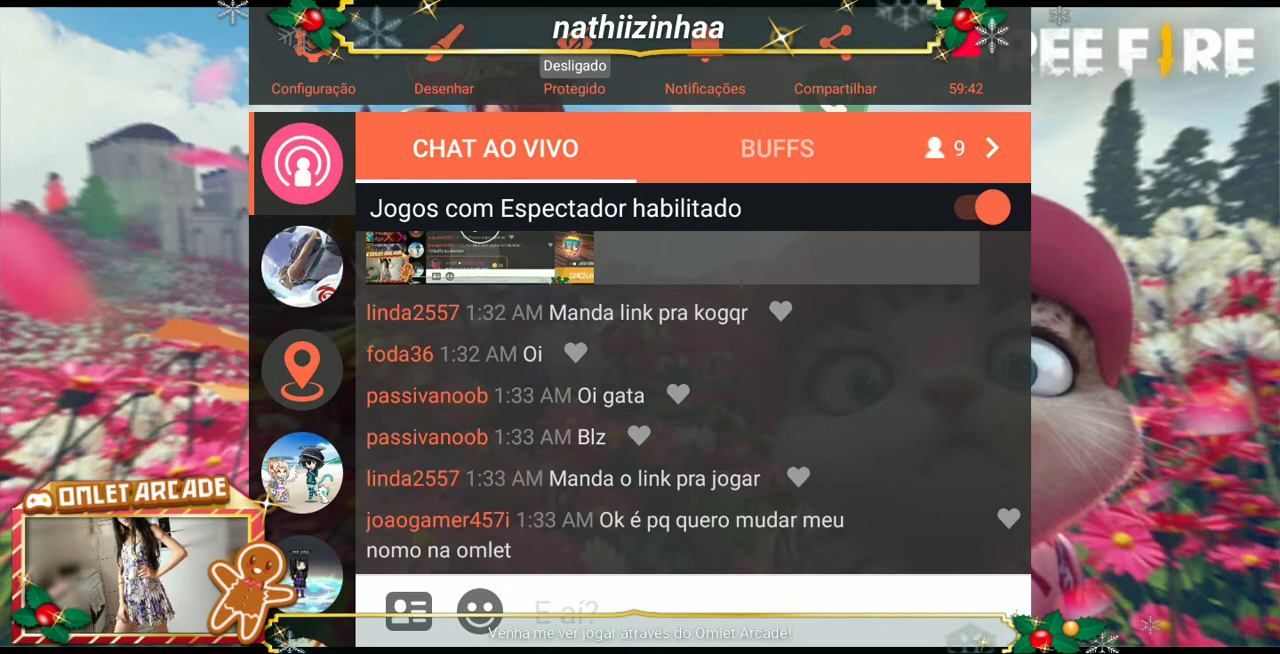 nathiizinhaa
Desligado
Configuração
Desenhar
Protegido
Notificações
Compartilhar
59:42
FREE FIRE
CHAT AO VIVO
BUFFS
9
Jogos com Espectador habilitado
linda2557 1:32 AM Manda link pra kogqr
foda36 1:32 AM Oi
passivanoob 1:33 AM Oi gata
passivanoob 1:33 AM Blz
linda2557 1:33 AM Manda o link pra jogar
joaogamer457i 1:33 AM Ok é pq quero mudar meu
nomo na omlet
OMLET ARCADE
E aí?
Venha me ver jogar através do Omlet Arcade!